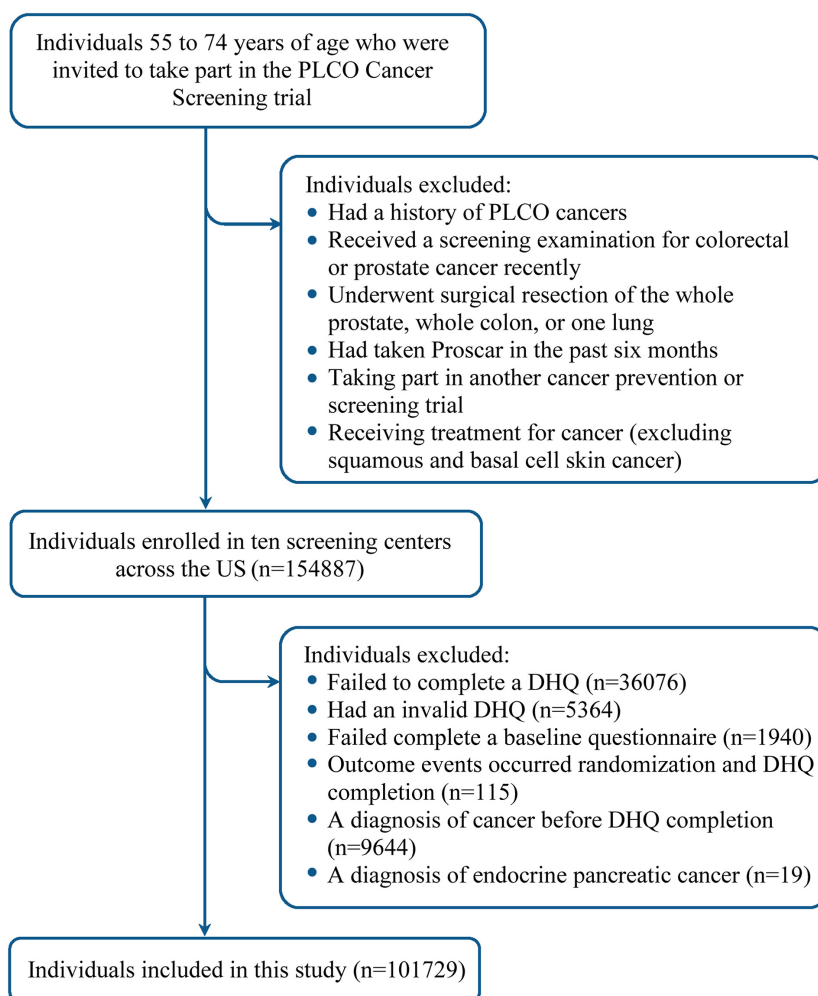 Individuals 55 to 74 years of age who were
invited to take part in the PLCO Cancer
Screening trial
Individuals excluded:
• Had a history of PLCO cancers
• Received a screening examination for colorectal
or prostate cancer recently
• Underwent surgical resection of the whole
prostate, whole colon, or one lung
• Had taken Proscar in the past six months
• Taking part in another cancer prevention or
screening trial
• Receiving treatment for cancer (excluding
squamous and basal cell skin cancer)
Individuals enrolled in ten screening centers
across the US (n=154887)
Individuals excluded:
• Failed to complete a DHQ (n=36076)
• Had an invalid DHQ (n=5364)
• Failed complete a baseline questionnaire (n=1940)
• Outcome events occurred randomization and DHQ
completion (n=115)
• A diagnosis of cancer before DHQ completion
(n=9644)
• A diagnosis of endocrine pancreatic cancer (n=19)
Individuals included in this study (n=101729)